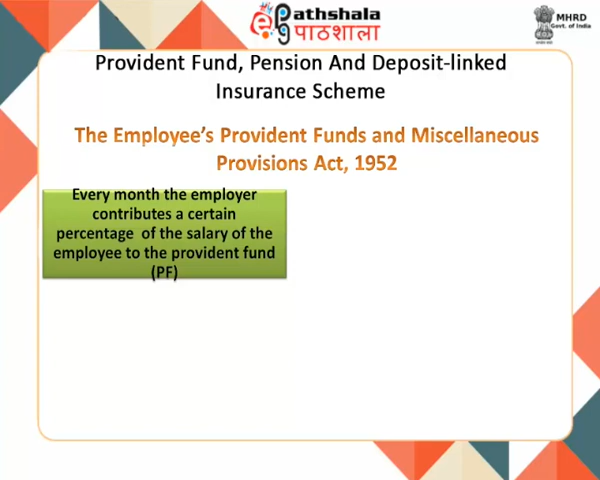 ePathshala
पाठशाला
MHRD
Govt. of India
Provident Fund, Pension And Deposit-linked
Insurance Scheme
The Employee's Provident Funds and Miscellaneous
Provisions Act, 1952
Every month the employer
contributes a certain
percentage of the salary of the
employee to the provident fund
(PF)